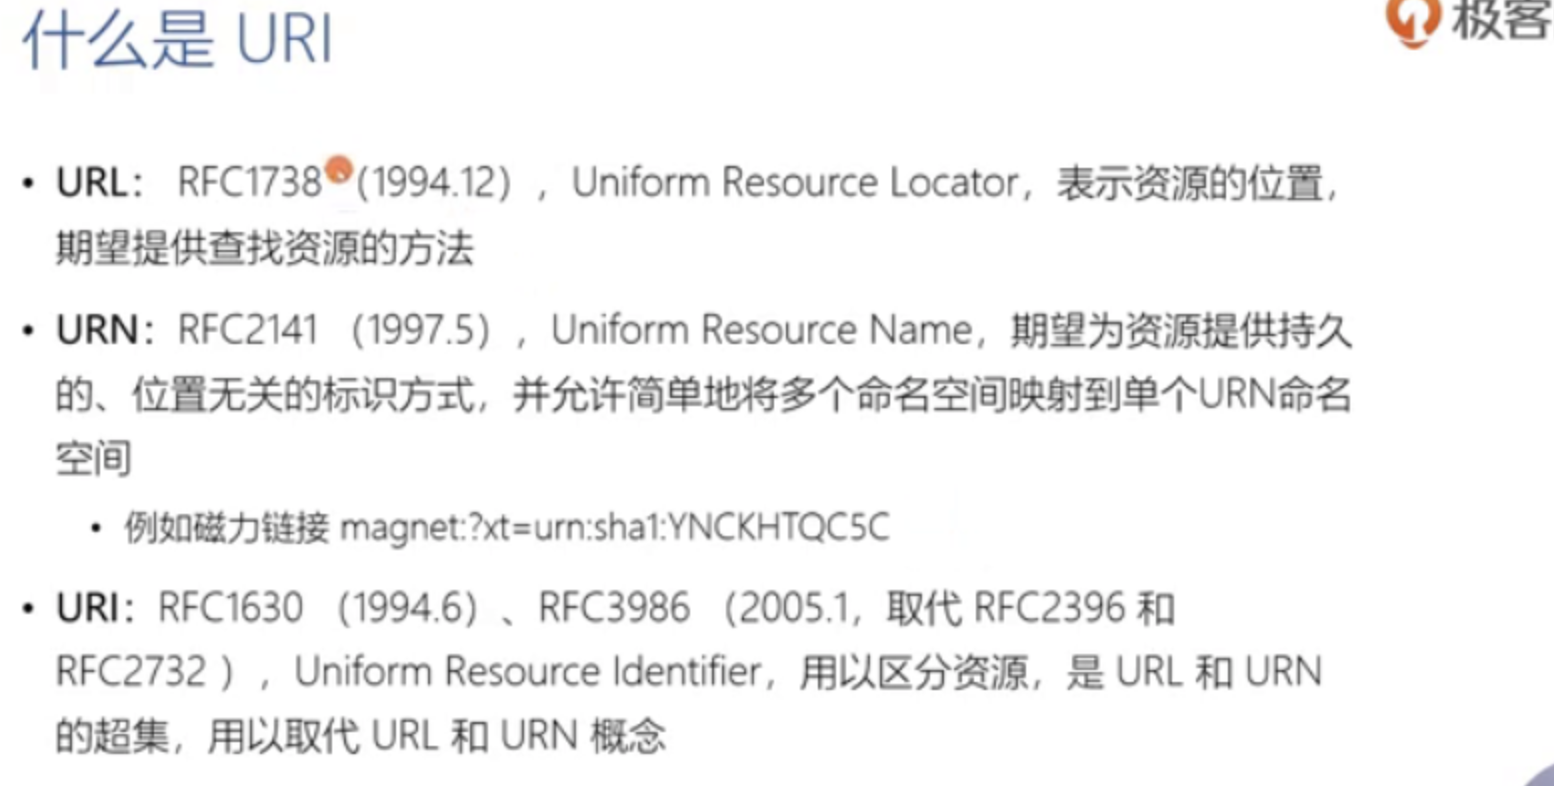 什么是 URI
极客
• URL： RFC1738 (1994.12) ，Uniform Resource Locator，表示资源的位置，
期望提供查找资源的方法
• URN：RFC2141 （1997.5），Uniform Resource Name，期望为资源提供持久
的、位置无关的标识方式，并允许简单地将多个命名空间映射到单个URN命名
空间
• 例如磁力链接 magnet:?xt=urn:sha1:YNCKHTQC5C
• URI：RFC1630 （1994.6）、RFC3986 （2005.1，取代 RFC2396 和
RFC2732 ），Uniform Resource Identifier，用以区分资源，是 URL 和 URN
的超集，用以取代 URL 和 URN 概念